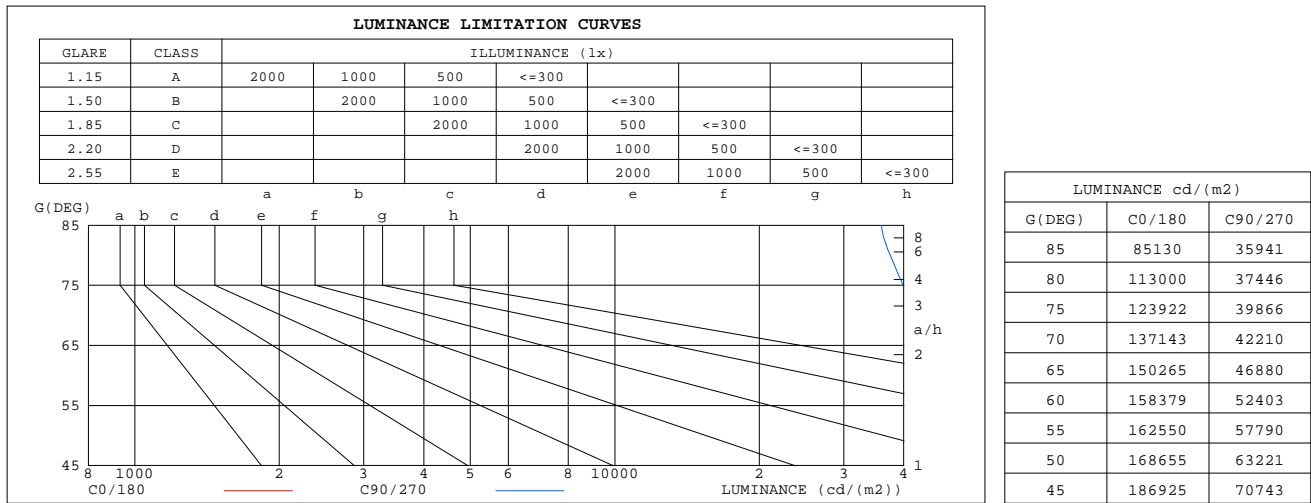 LUMINANCE LIMITATION CURVES
GLARE CLASS ILLUMINANCE (lx)
1.15 A 2000 1000 500 <=300
1.50 B 2000 1000 500 <=300
1.85 C 2000 1000 500 <=300
2.20 D 2000 1000 500 <=300
2.55 E 2000 1000 500 <=300
a b c d e f g h
G(DEG)
a b c d e f g h
85
75
65
55
45
8
6
4
3
a/h
2
1
8 1000 2 3 4 5 6 8 10000 2 3 4
C0/180 C90/270 LUMINANCE (cd/(m2))
LUMINANCE cd/(m2)
G(DEG) C0/180 C90/270
85 85130 35941
80 113000 37446
75 123922 39866
70 137143 42210
65 150265 46880
60 158379 52403
55 162550 57790
50 168655 63221
45 186925 70743